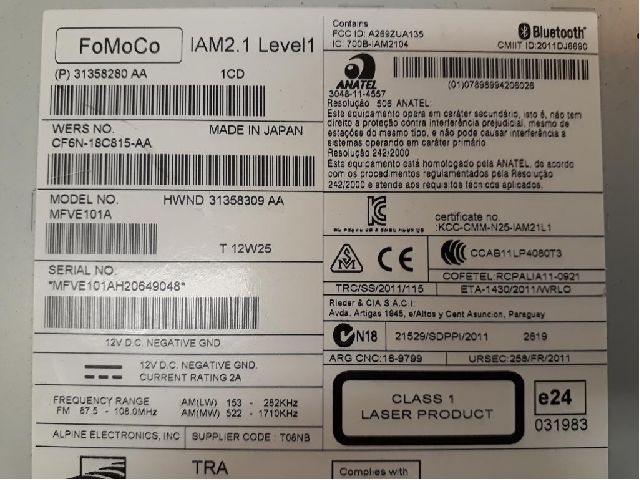 FoMoCo
IAM2.1 Level1
(P) 31358280 AA
1CD
WERS NO.
MADE IN JAPAN
CF6N-18C815-AA
MODEL NO.
HWND 31358309 AA
MFVE101A
T 12W25
SERIAL NO.
*MFVE101AH20649048*
12V D.C. NEGATIVE GND
12V D.C. NEGATIVE GND.
CURRENT RATING 2A
FREQUENCY RANGE
AM(LW) 153 - 282KHz
FM 87.5 - 108.0MHz
AM(MW) 522 - 1710KHz
ALPINE ELECTRONICS, INC
SUPPLIER CODE : T08NB
TRA
Contains
FCC ID: A269ZUA135
IC: 700B-IAM2104
Bluetooth
CMIIT ID:2011DJ6690
ANATEL
(01)07898994206028
3048-11-4557
Resolução 506 ANATEL:
Este equipamento opera em caráter secundário, isto é, não tem
direito a proteção contra interferência prejudicial, mesmo de
estações do mesmo tipo, e não pode causar interferência a
sistemas operando em caráter primário.
Resolução 242/2000
Este equipamento está homologado pela ANATEL, de acordo
com os procedimentos regulamentados pela Resolução
242/2000 e atende aos requisitos técnicos aplicados.
certificate no.
:KCC-CMM-N25-IAM21L1
CE
CCAB11LP4080T3
COFETEL:RCPALIA11-0921
TRC/SS/2011/115
ETA-1430/2011/WRLO
Rieder & CIA S.A.C.I.
Avda. Artigas 1945, e/Altos y Cent Asuncion, Paraguay
N18
21529/SDPPI/2011
2819
ARG CNC:16-9799
URSEC:258/FR/2011
CLASS 1
LASER PRODUCT
e24
031983
Complies with